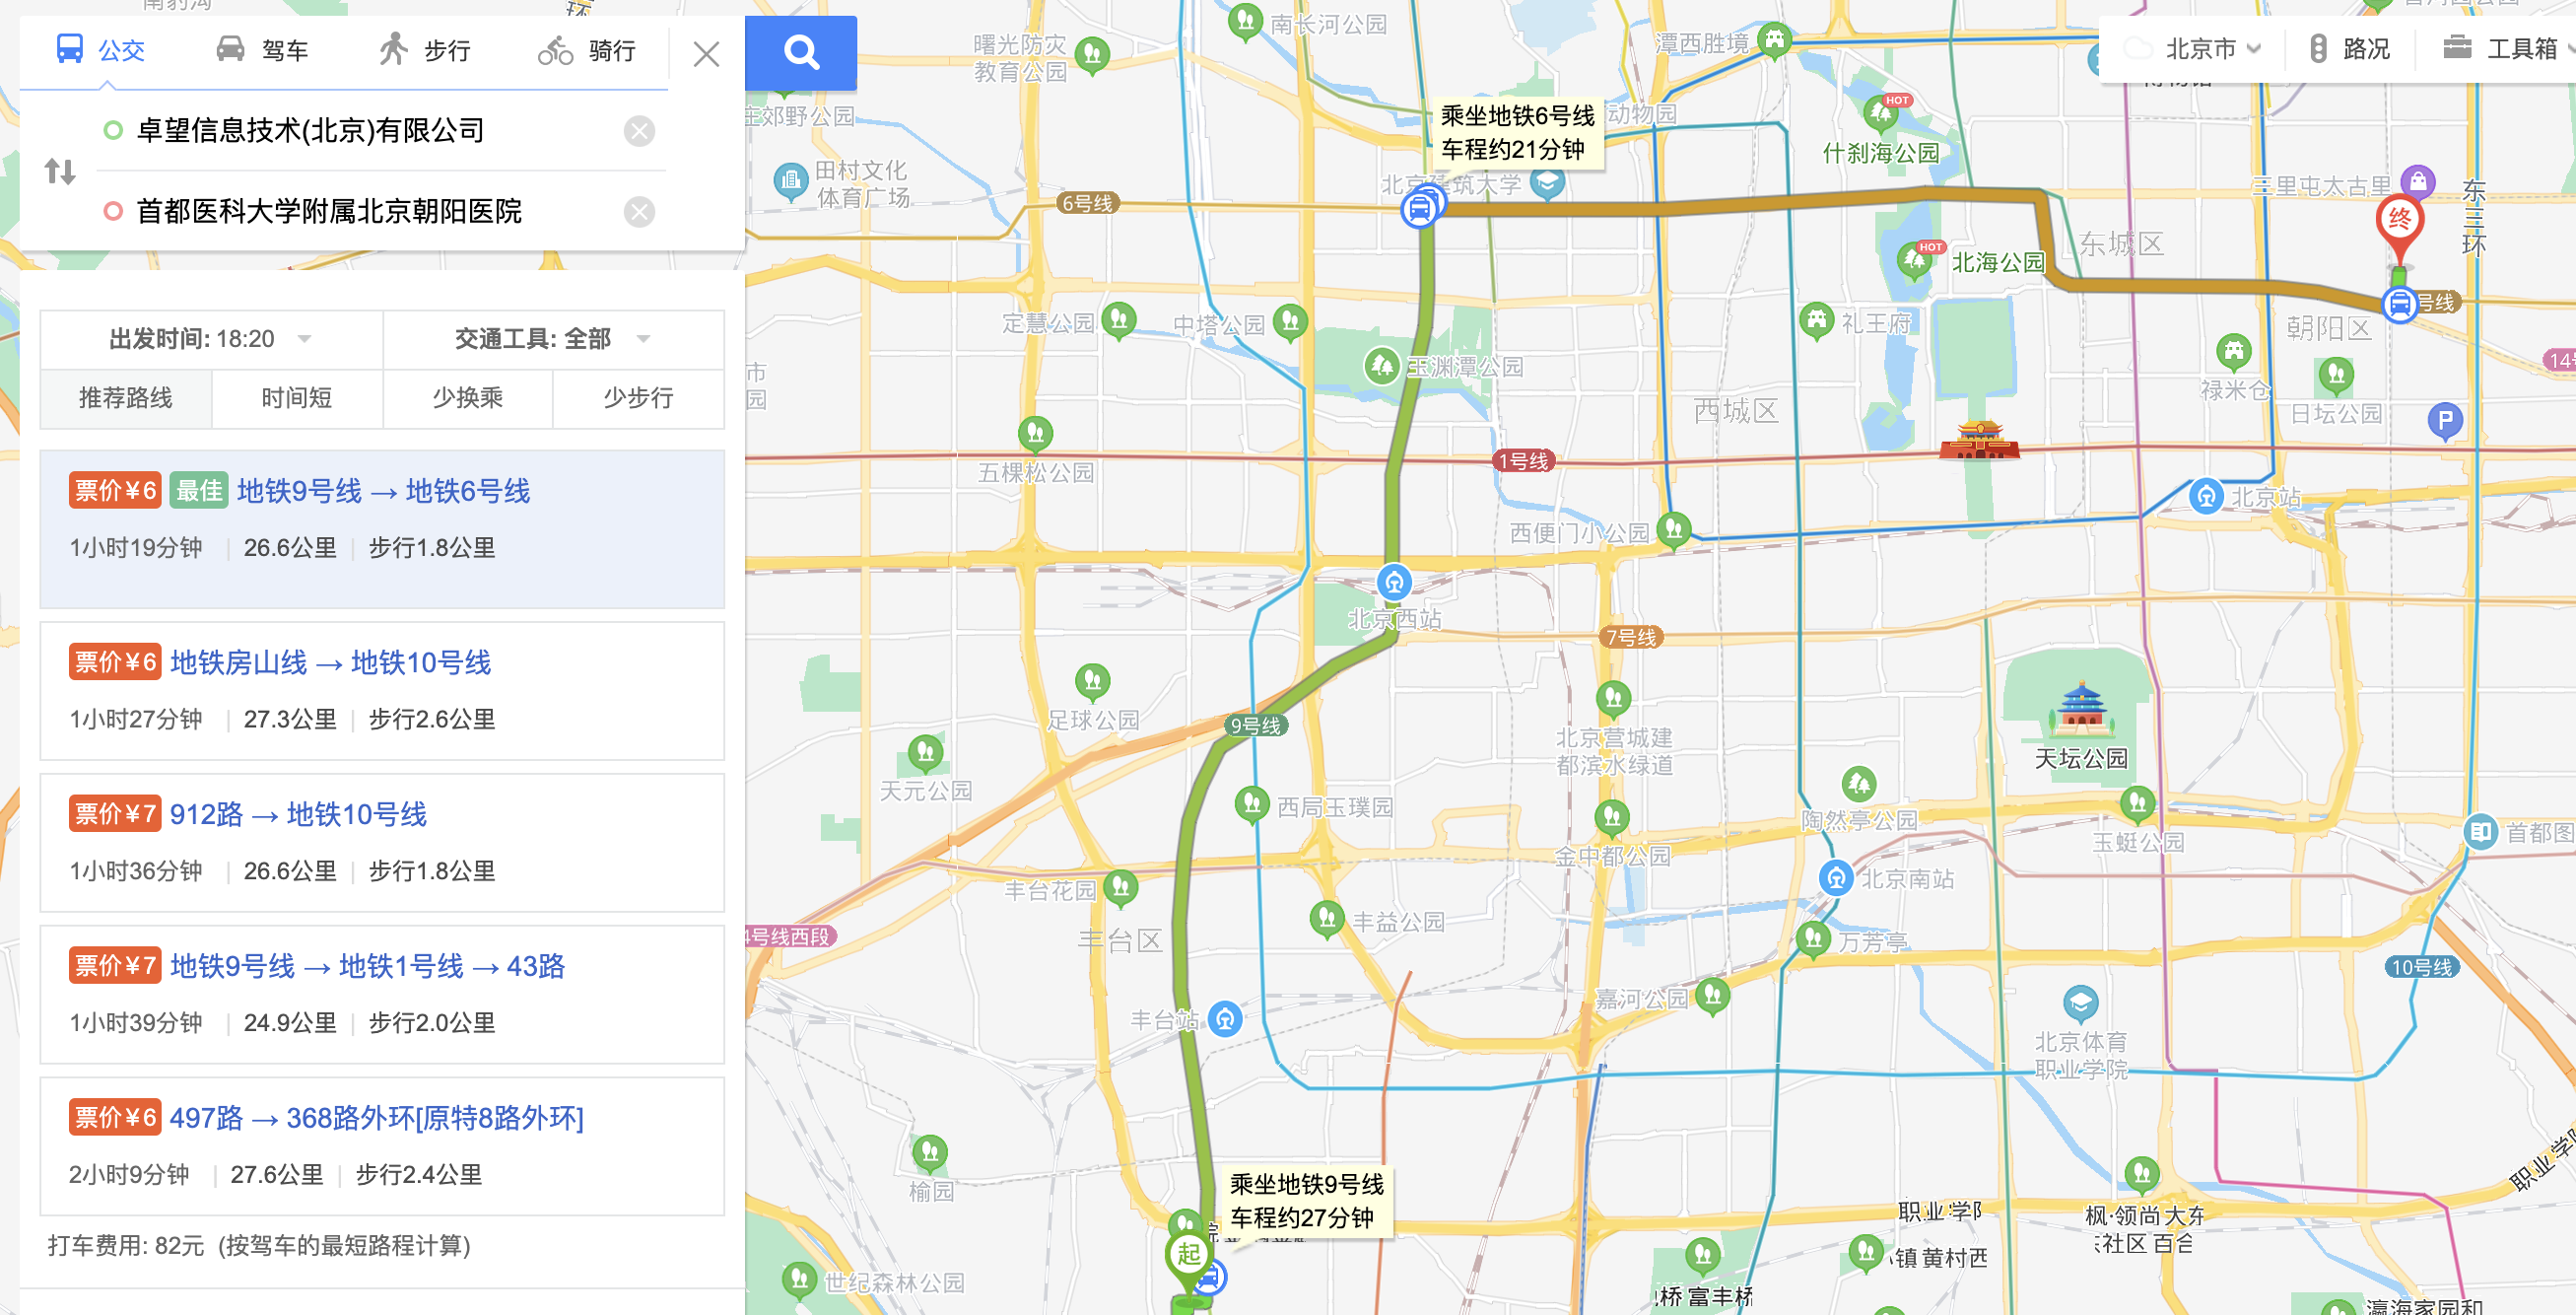 公交
驾车
步行
骑行
卓望信息技术(北京)有限公司
首都医科大学附属北京朝阳医院
出发时间: 18:20
交通工具: 全部
推荐路线
时间短
少换乘
少步行
票价¥6 最佳 地铁9号线 → 地铁6号线
1小时19分钟 | 26.6公里 | 步行1.8公里
票价¥6 地铁房山线 → 地铁10号线
1小时27分钟 | 27.3公里 | 步行2.6公里
票价¥7 912路 → 地铁10号线
1小时36分钟 | 26.6公里 | 步行1.8公里
票价¥7 地铁9号线 → 地铁1号线 → 43路
1小时39分钟 | 24.9公里 | 步行2.0公里
票价¥6 497路 → 368路外环[原特8路外环]
2小时9分钟 | 27.6公里 | 步行2.4公里
打车费用: 82元 (按驾车的最短路程计算)
北京市
路况
工具箱
南长河公园
曙光防灾
教育公园
潭西胜境
动物园
乘坐地铁6号线
车程约21分钟
HOT
什刹海公园
田村文化
体育广场
北京建筑大学
三里屯太古里
东三环
终
6号线
东城区
HOT
北海公园
号线
朝阳区
定慧公园
中塔公园
礼王府
玉渊潭公园
禄米仓
日坛公园
P
西城区
五棵松公园
1号线
北京站
西便门小公园
北京西站
7号线
足球公园
9号线
北京营城建
都滨水绿道
天坛公园
天元公园
西局玉璞园
陶然亭公园
玉蜓公园
首都图
金中都公园
丰台花园
北京南站
4号线西段
丰台区
丰益公园
万芳亭
10号线
嘉河公园
丰台站
北京体育
职业学院
榆园
乘坐地铁9号线
车程约27分钟
起
职业学
枫·领尚大东
社区百合
镇黄村西
世纪森林公园
桥富丰桥
瀛海家园和